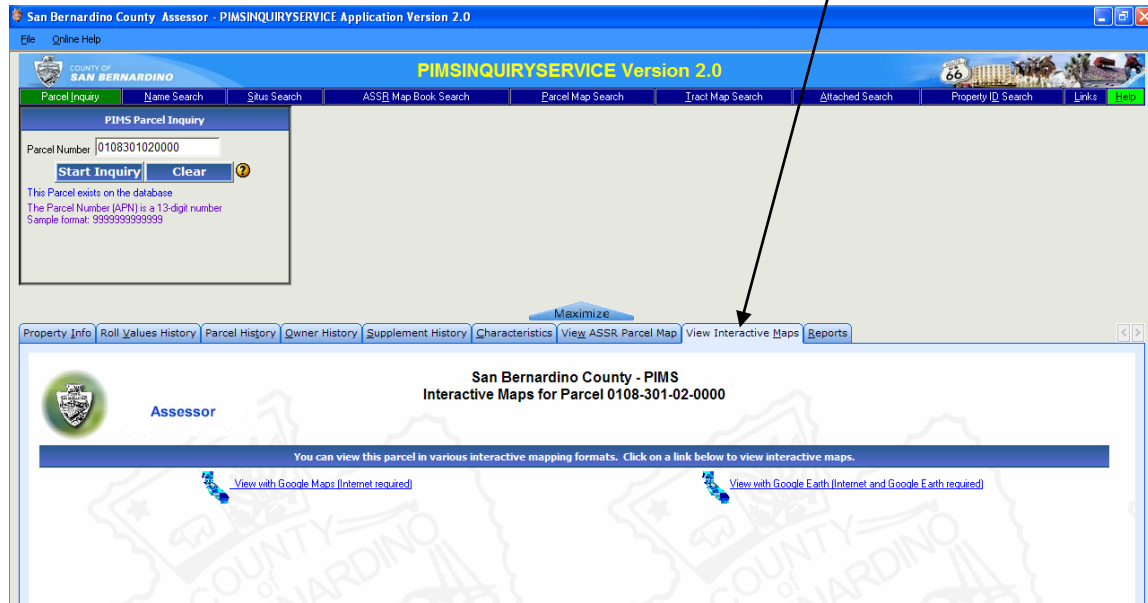 San Bernardino County Assessor - PIMSINQUIRYSERVICE Application Version 2.0
File Online Help
COUNTY OF
SAN BERNARDINO
PIMSINQUIRYSERVICE Version 2.0
66
Parcel Inquiry Name Search Situs Search ASSR Map Book Search Parcel Map Search Tract Map Search Attached Search Property ID Search Links Help
PIMS Parcel Inquiry
Parcel Number 0108301020000
Start Inquiry Clear ?
This Parcel exists on the database
The Parcel Number (APN) is a 13-digit number
Sample format: 9999999999999
Maximize
Property Info Roll Values History Parcel History Owner History Supplement History Characteristics View ASSR Parcel Map View Interactive Maps Reports
San Bernardino County - PIMS
Interactive Maps for Parcel 0108-301-02-0000
Assessor
You can view this parcel in various interactive mapping formats. Click on a link below to view interactive maps.
View with Google Maps (Internet required) View with Google Earth (Internet and Google Earth required)